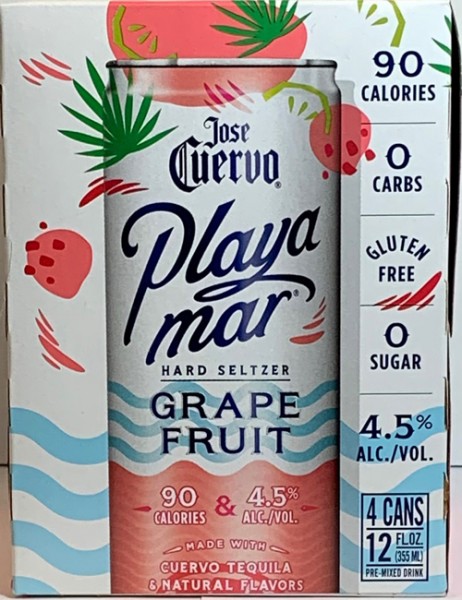 Jose
Cuervo®
Playa
mar®
HARD SELTZER
GRAPE
FRUIT
90
CALORIES
&
4.5%
ALC./VOL.
MADE WITH
CUERVO TEQUILA
& NATURAL FLAVORS
90
CALORIES
0
CARBS
GLUTEN
FREE
0
SUGAR
4.5%
ALC./VOL.
4 CANS
12 FL.OZ.
(355 ML)
PRE-MIXED DRINK